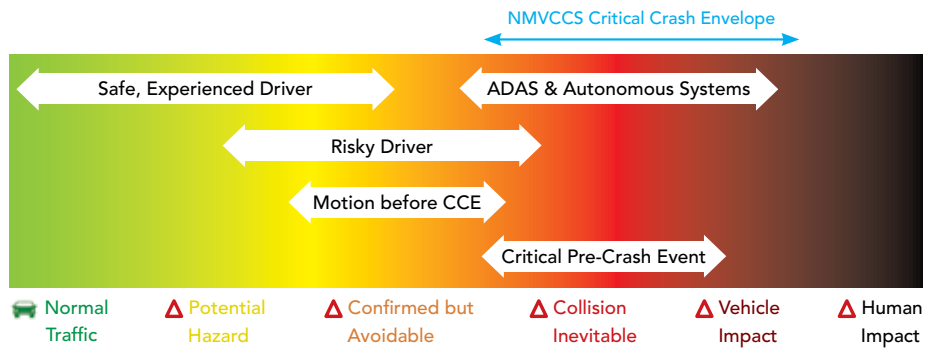 NMVCCS Critical Crash Envelope
Safe, Experienced Driver
ADAS & Autonomous Systems
Risky Driver
Motion before CCE
Critical Pre-Crash Event
Normal
Traffic
Potential
Hazard
Confirmed but
Avoidable
Collision
Inevitable
Vehicle
Impact
Human
Impact